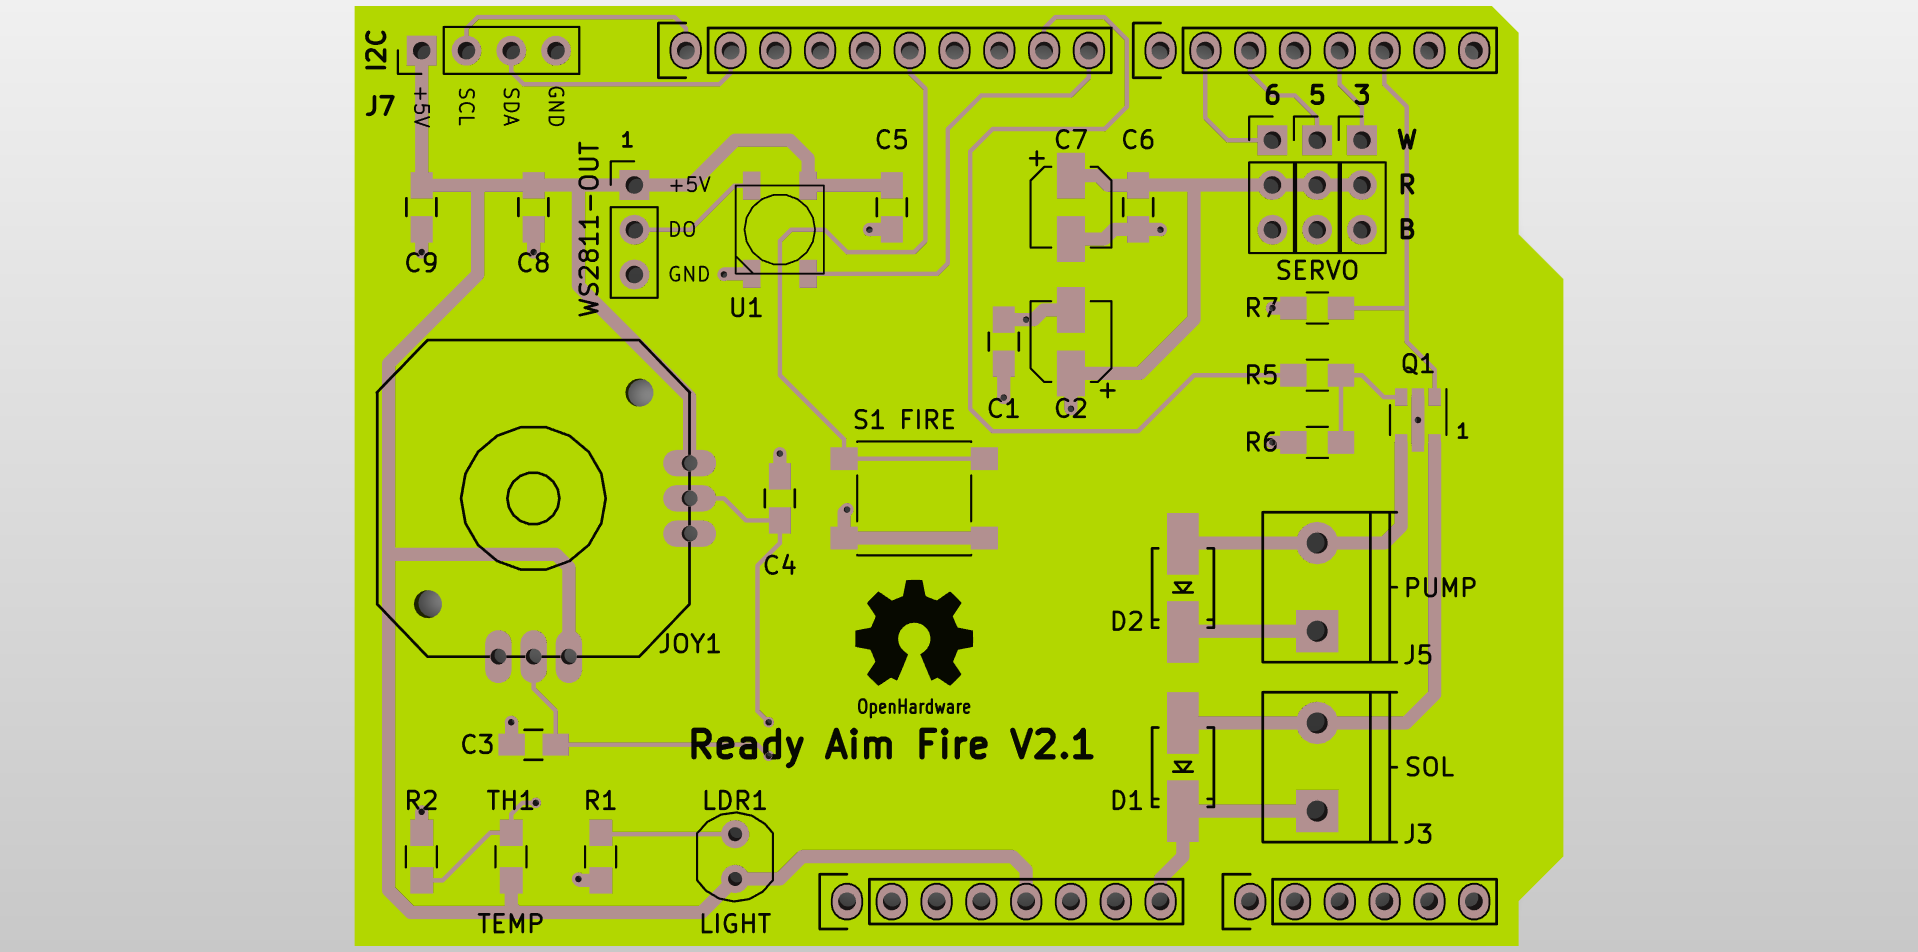 I2C
J7
+5V
SCL
SDA
GND
6 5 3
W
R
B
SERVO
1
+5V
DO
GND
WS2811-OUT
U1
C5
C7
+
C6
C9
C8
C1
C2
+
R7
R5
R6
Q1
1
S1 FIRE
C4
JOY1
PUMP
D2
J5
OpenHardware
Ready Aim Fire V2.1
SOL
D1
J3
C3
R2
TH1
R1
LDR1
TEMP
LIGHT